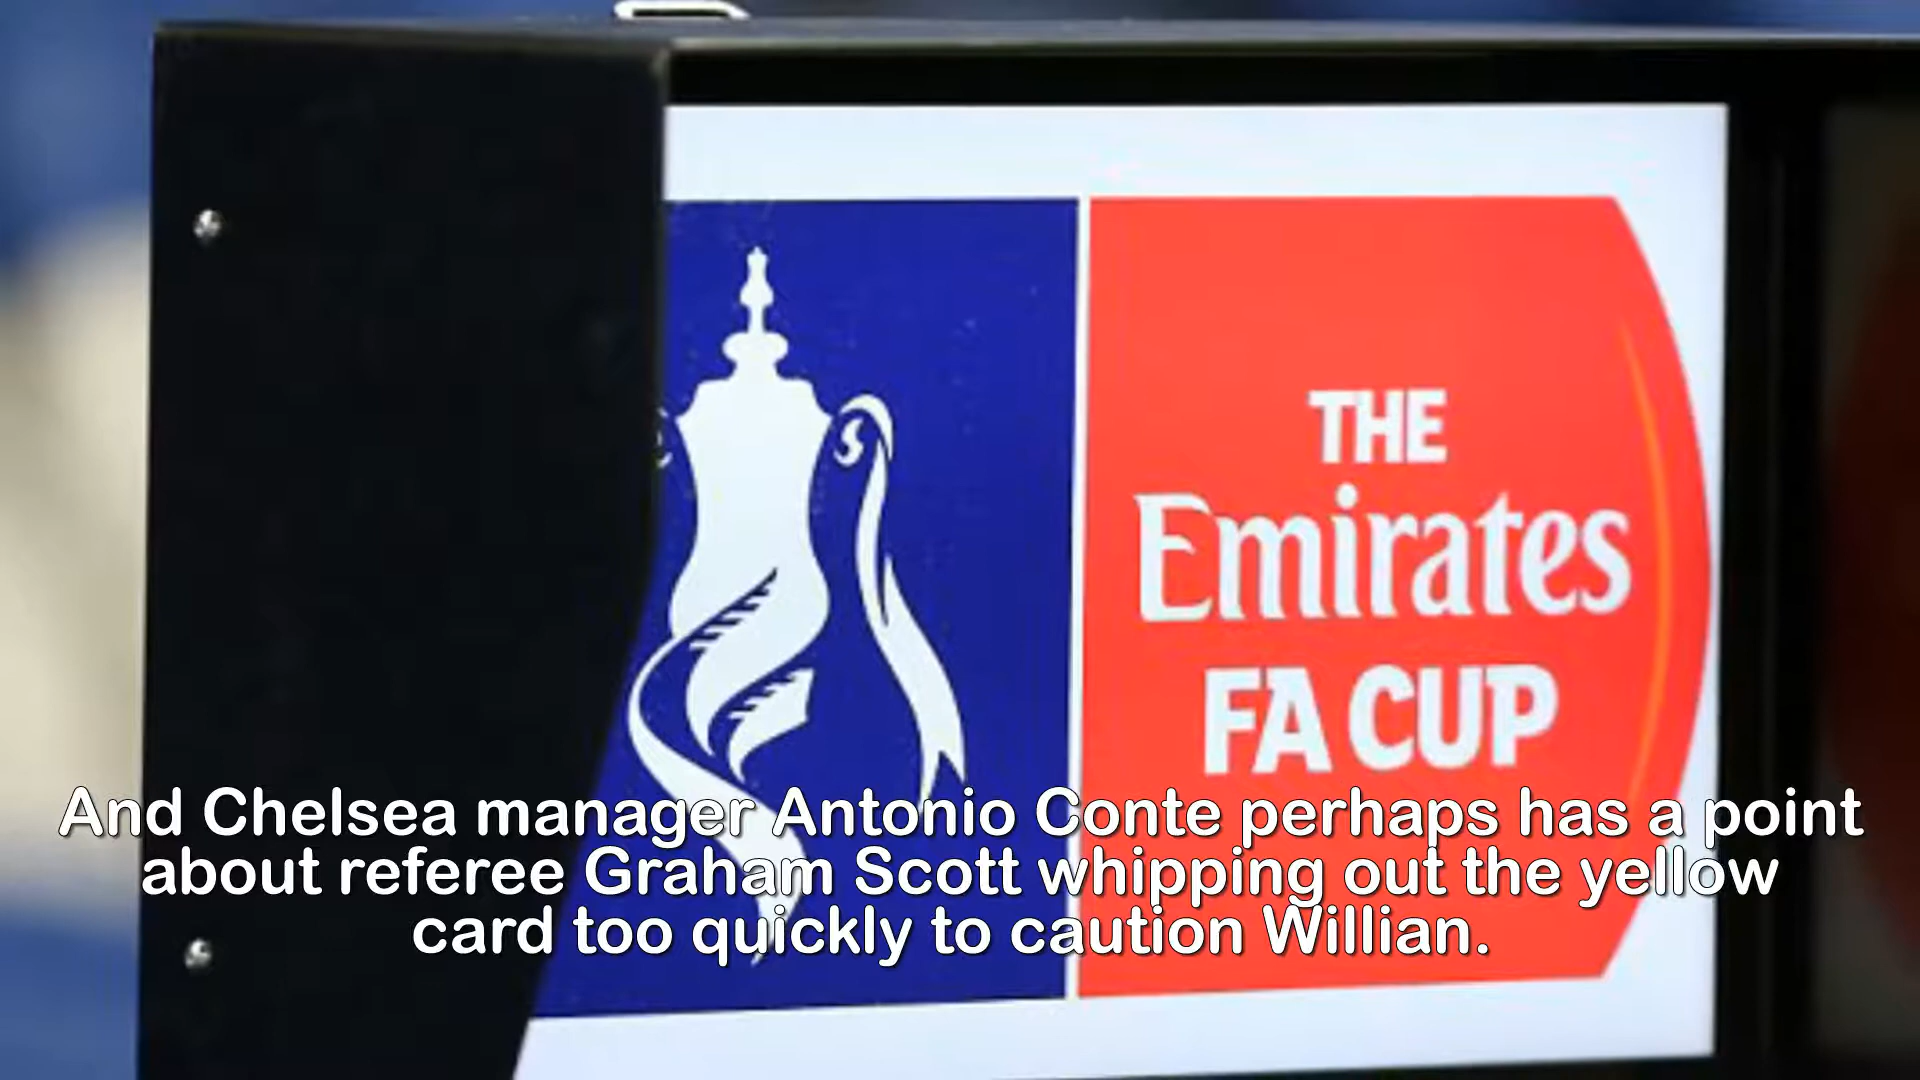 THE
Emirates
FA CUP
And Chelsea manager Antonio Conte perhaps has a point
about referee Graham Scott whipping out the yellow
card too quickly to caution Willian.